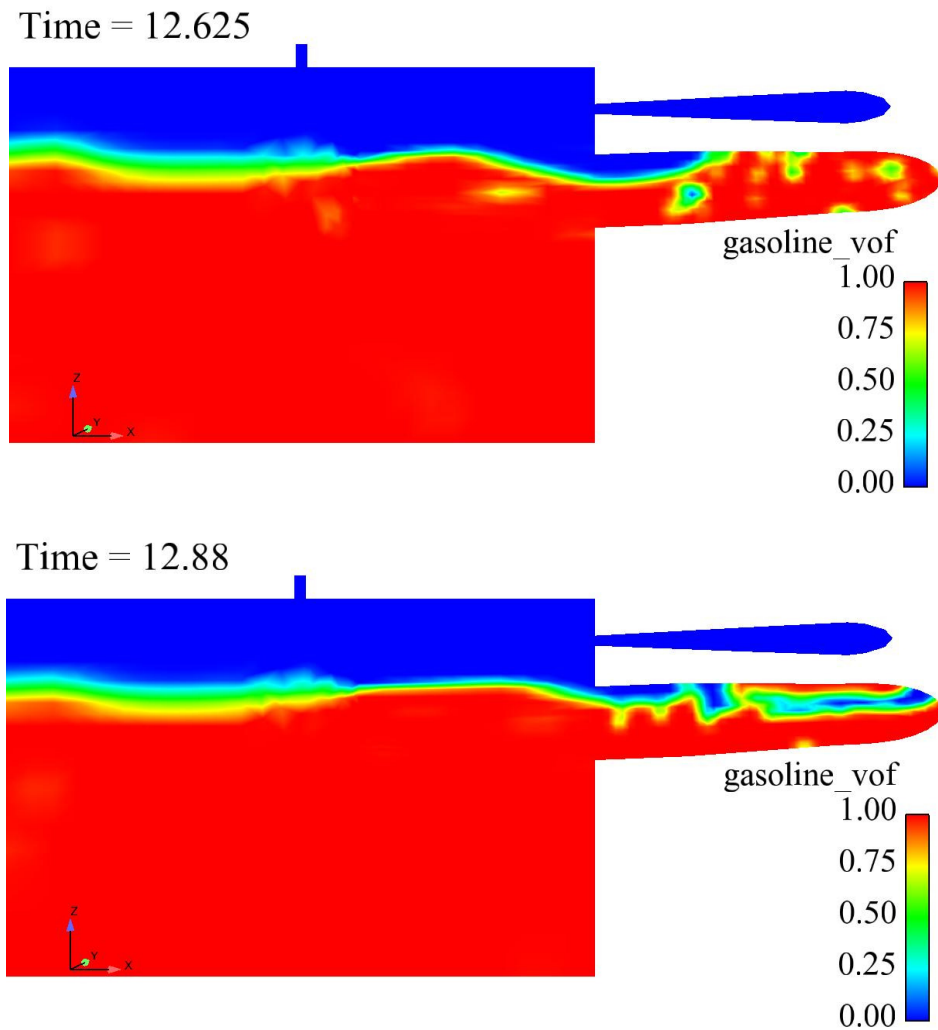 Time = 12.625
gasoline_vof
1.00
0.75
0.50
0.25
0.00
Z
Y
X
Time = 12.88
gasoline_vof
1.00
0.75
0.50
0.25
0.00
Z
Y
X